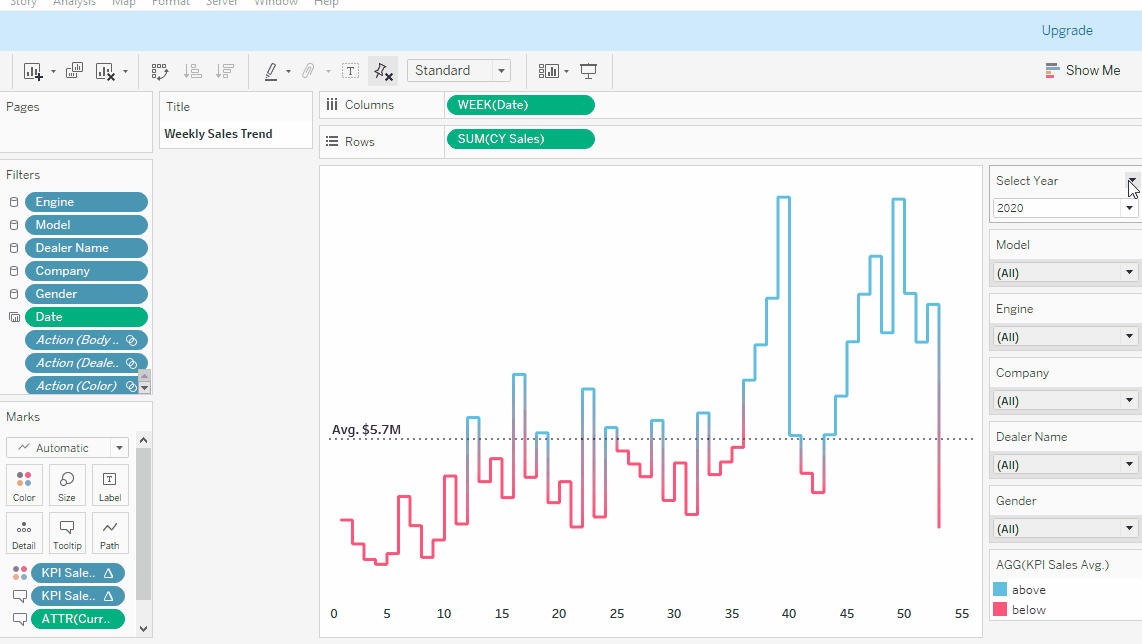 Story Analysis Map Format Server Window Help
Upgrade
Standard
Show Me
Pages
Title
Weekly Sales Trend
Columns
WEEK(Date)
Rows
SUM(CY Sales)
Filters
Engine
Model
Dealer Name
Company
Gender
Date
Action (Body ..
Action (Deale..
Action (Color)
Marks
Automatic
Color Size Label
Detail Tooltip Path
KPI Sale.. Δ
KPI Sale.. Δ
ATTR(Curr..
Avg. $5.7M
0 5 10 15 20 25 30 35 40 45 50 55
Select Year
2020
Model
(All)
Engine
(All)
Company
(All)
Dealer Name
(All)
Gender
(All)
AGG(KPI Sales Avg.)
above
below